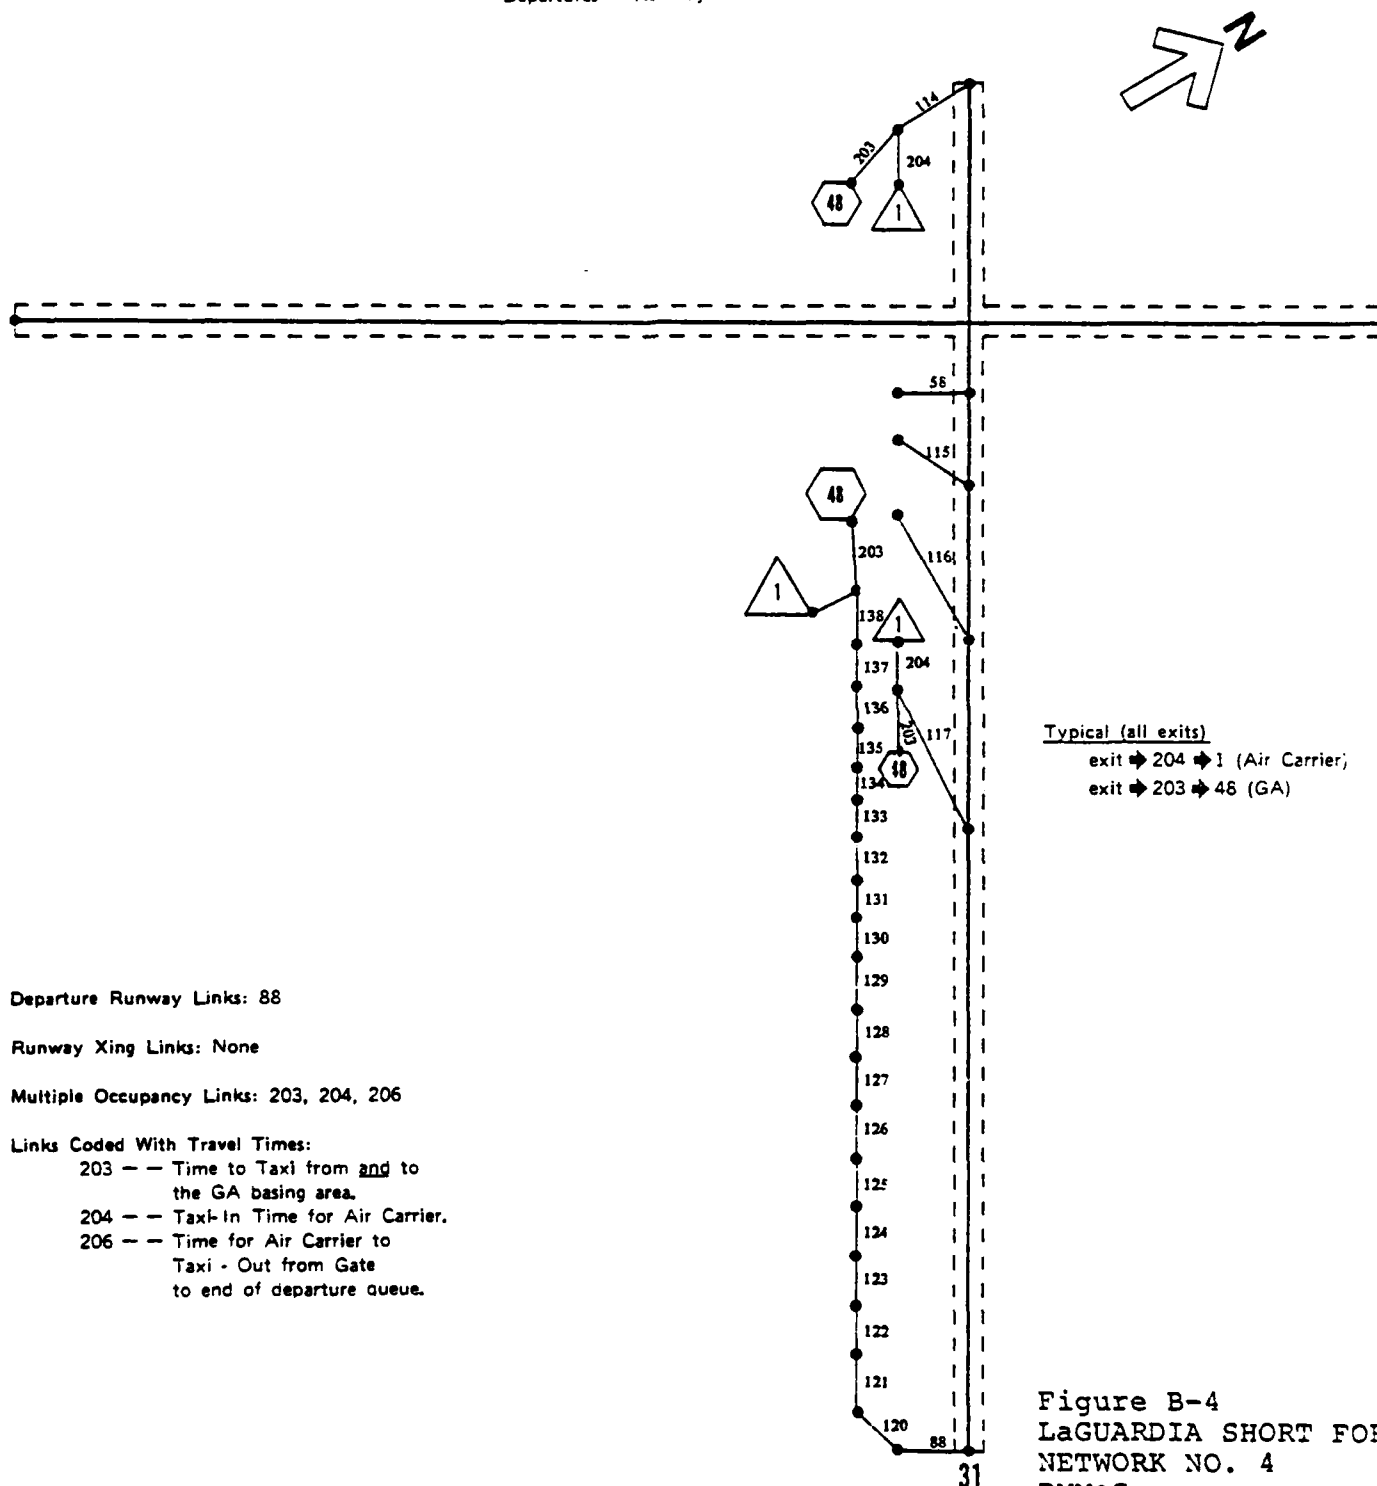 N
114
203
204
48
1
58
115
48
203
116
1
138
1
137
204
136
203
117
135
48
134
133
132
131
130
129
128
127
126
125
124
123
122
121
120
88
31
Typical (all exits)
exit → 204 → 1 (Air Carrier)
exit → 203 → 48 (GA)
Departure Runway Links: 88
Runway Xing Links: None
Multiple Occupancy Links: 203, 204, 206
Links Coded With Travel Times:
203 — — Time to Taxi from and to
the GA basing area.
204 — — Taxi-In Time for Air Carrier.
206 — — Time for Air Carrier to
Taxi - Out from Gate
to end of departure queue.
Figure B-4
LaGUARDIA SHORT
NETWORK NO. 4